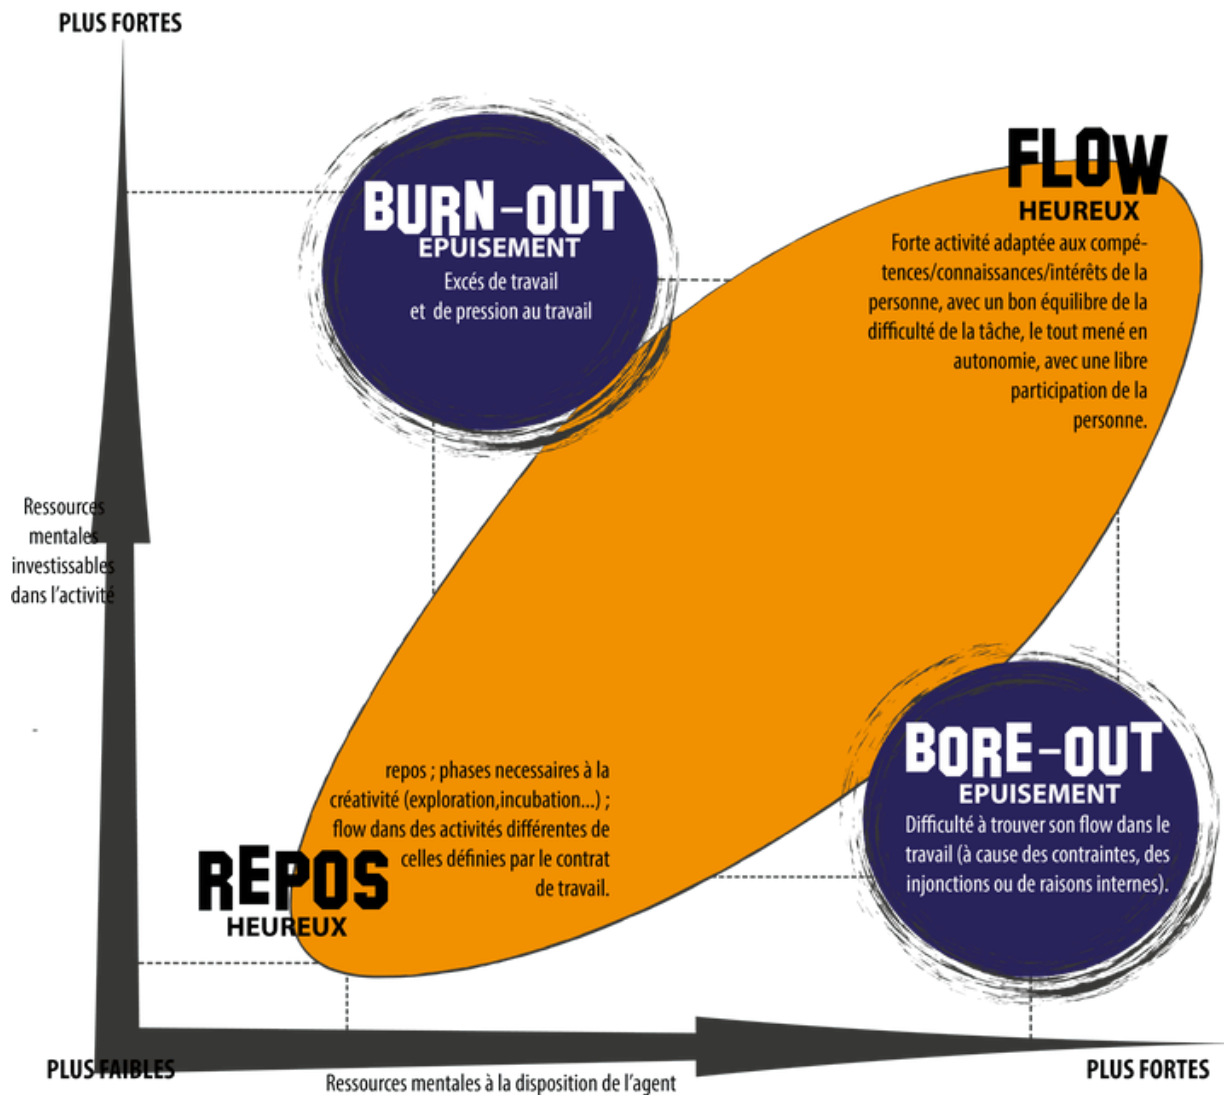 PLUS FORTES
BURN-OUT
EPUISEMENT
Excés de travail
et de pression au travail
FLOW
HEUREUX
Forte activité adaptée aux compé-
tences/connaissances/intérêts de la
personne, avec un bon équilibre de la
difficulté de la tâche, le tout mené en
autonomie, avec une libre
participation de la
personne.
Ressources
mentales
investissables
dans l'activité
BORE-OUT
EPUISEMENT
Difficulté à trouver son flow dans le
travail (à cause des contraintes, des
injonctions ou de raisons internes).
repos ; phases necessaires à la
créativité (exploration,incubation...) ;
flow dans des activités différentes de
celles définies par le contrat
de travail.
REPOS
HEUREUX
PLUS FAIBLES
Ressources mentales à la disposition de l'agent
PLUS FORTES